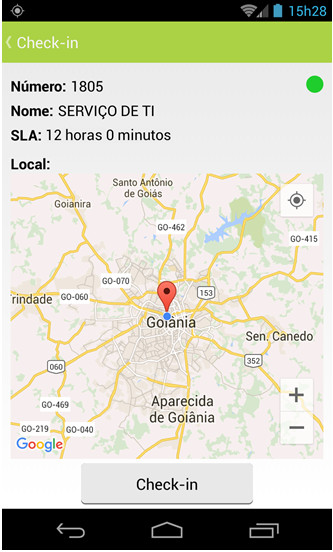 15h28
Check-in
Número: 1805
Nome: SERVIÇO DE TI
SLA: 12 horas 0 minutos
Local:
Santo Antônio
de Goiás
Goianira
GO-462
GO-415
GO-070
rindade
GO-060
153
Goiânia
Sen. Canedo
352
060
Aparecida
de Goiânia
GO-469
GO-219
GO-040
+
−
Google
Check-in